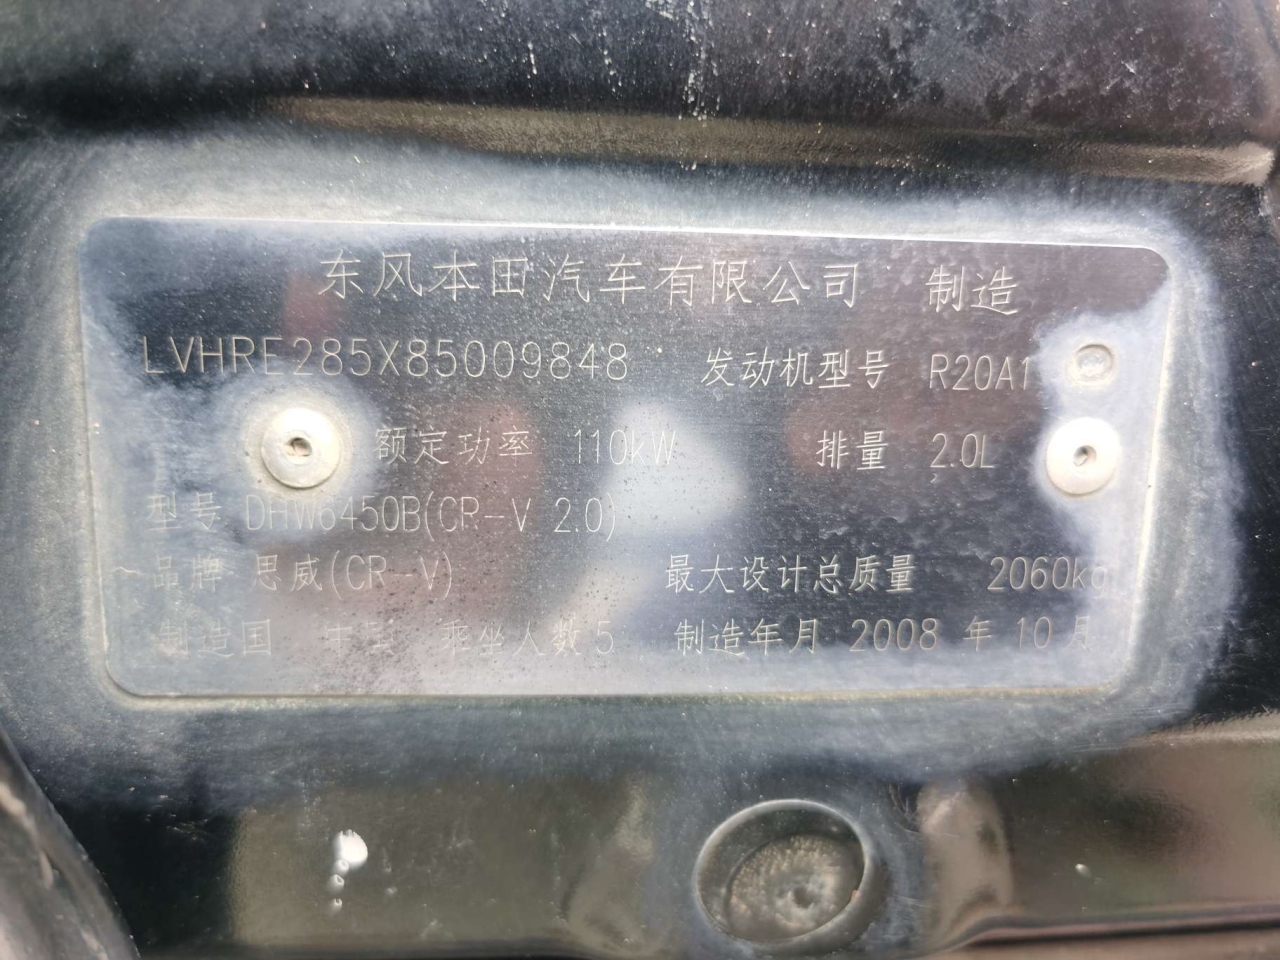 东风本田汽车有限公司 制造
LVHRE285X85009848 发动机型号 R20A1
额定功率 110kW 排量 2.0L
型号 DHW6450B(CR-V 2.0)
品牌 思威(CR-V) 最大设计总质量 2060kg
制造国 中国 乘坐人数 5 制造年月 2008 年 10 月